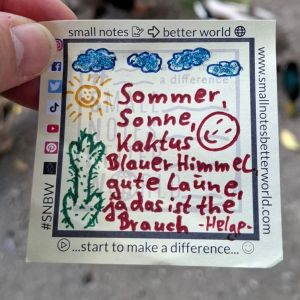 small notes → better world
Sommer,
Sonne,
Kaktus
Blauer Himmel,
gute Laune,
ja das ist the
Brauch -Helge-
#SNBW
www.smallnotesbetterworld.com
...start to make a difference...